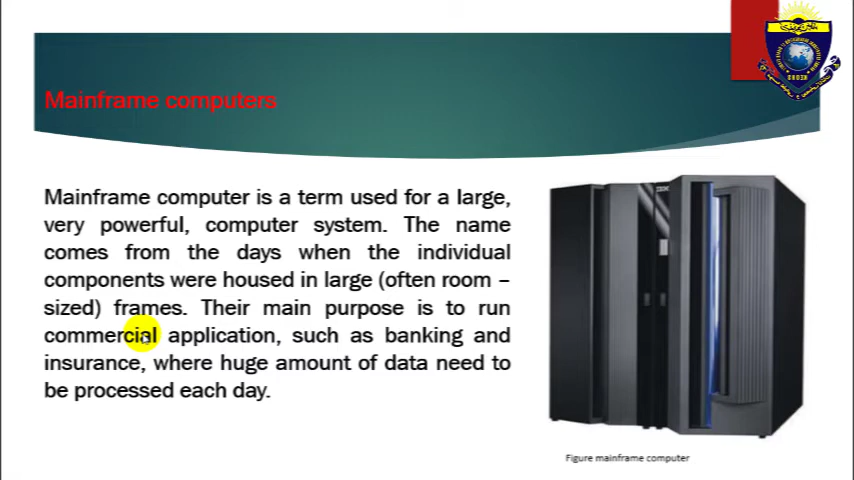 Mainframe computers
Mainframe computer is a term used for a large,
very powerful, computer system. The name
comes from the days when the individual
components were housed in large (often room –
sized) frames. Their main purpose is to run
commercial application, such as banking and
insurance, where huge amount of data need to
be processed each day.
IBM
Figure mainframe computer